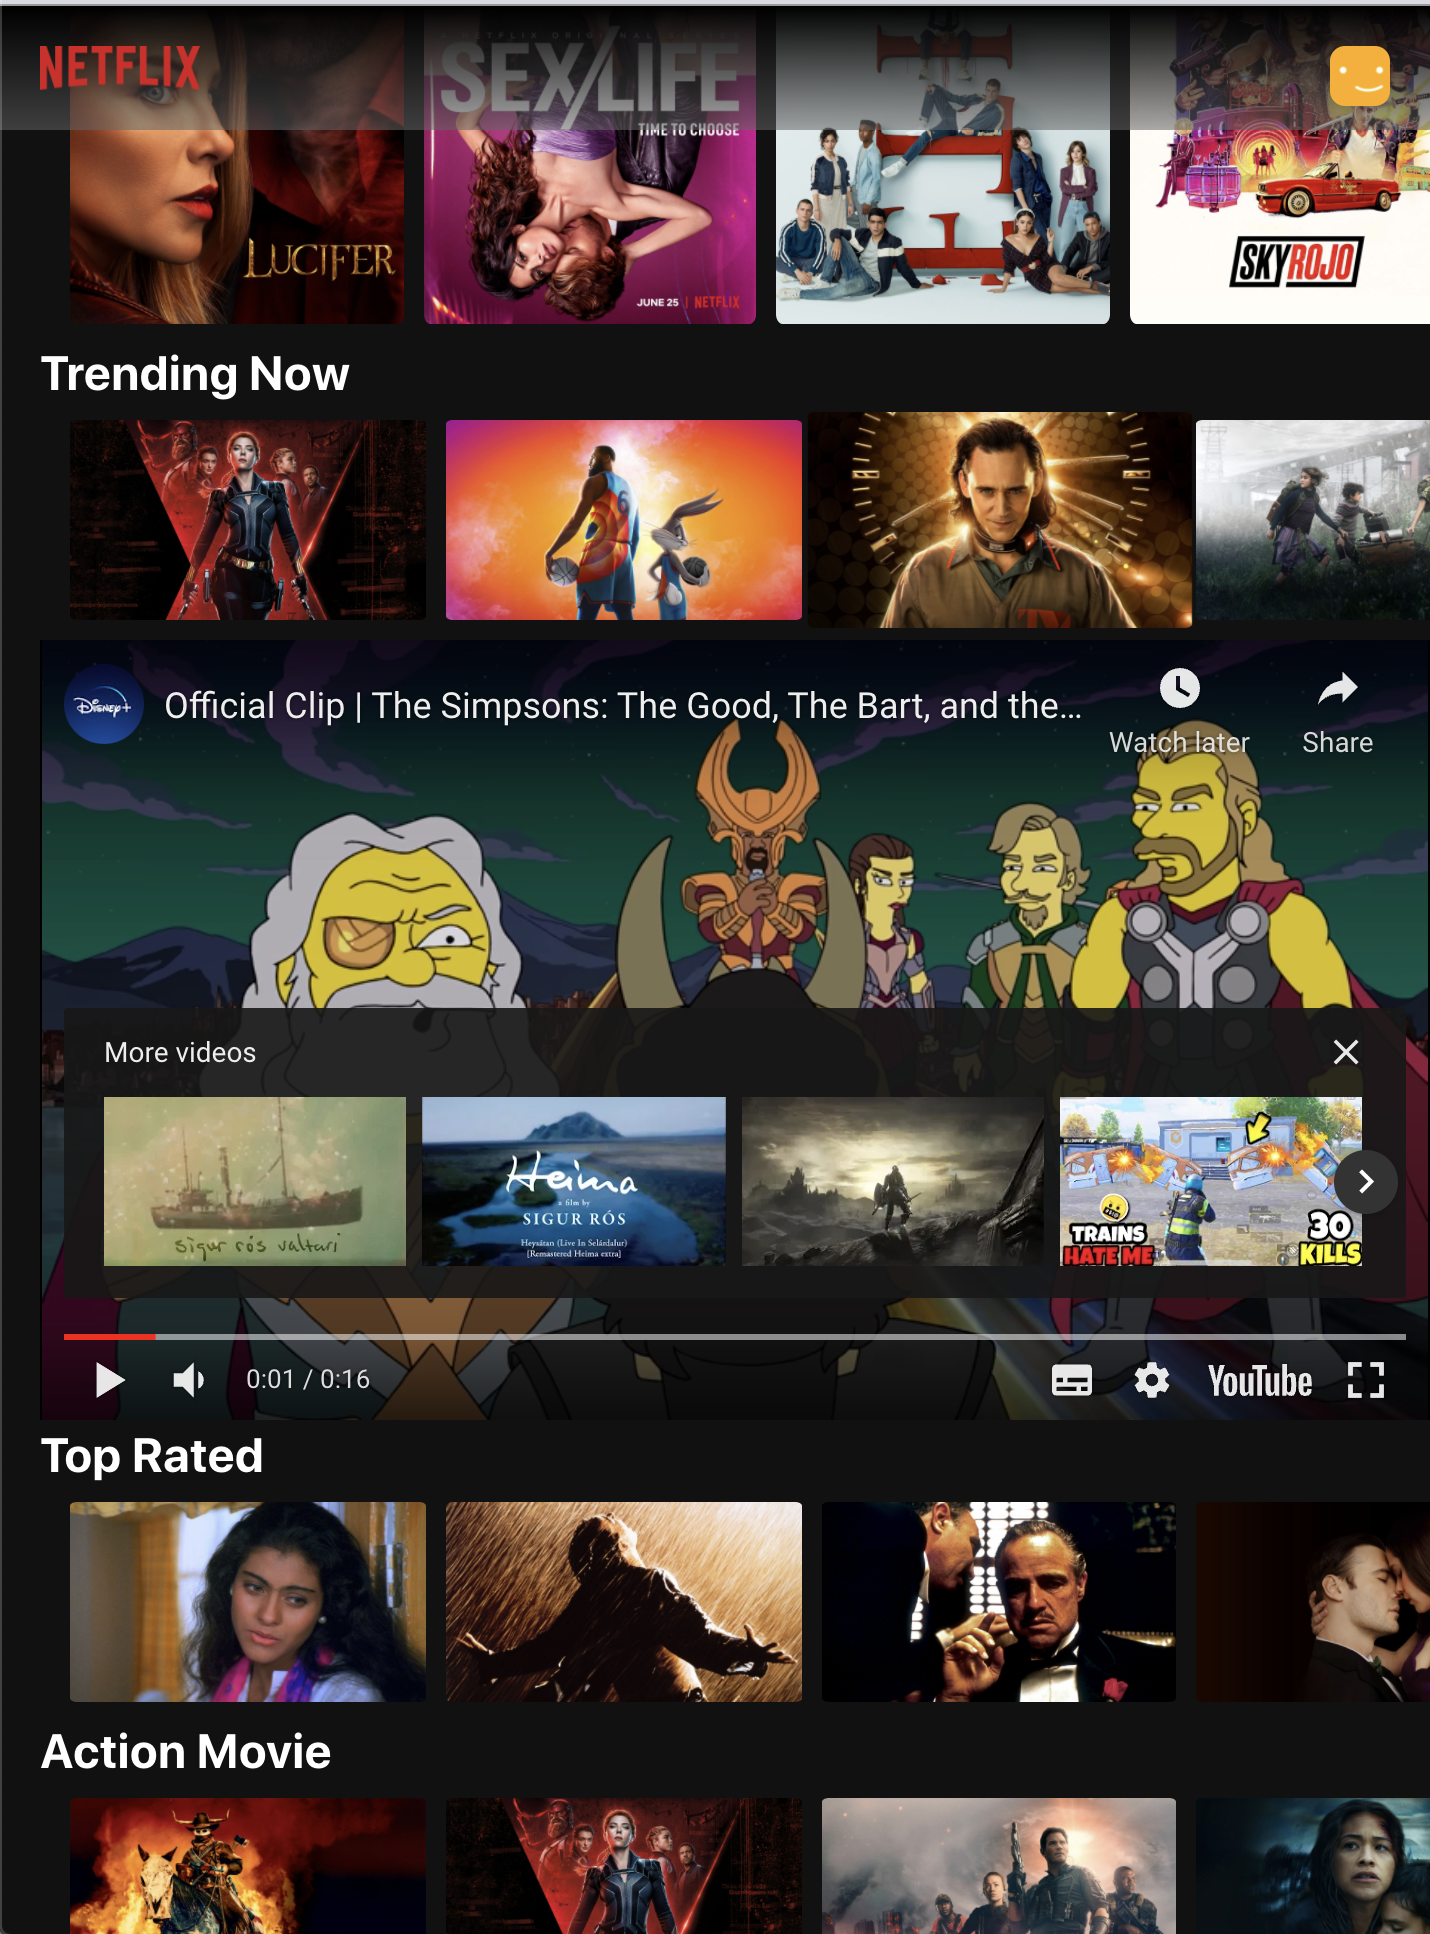 NETFLIX
A NETFLIX ORIGINAL SERIES
SEX/LIFE
TIME TO CHOOSE
LUCIFER
JUNE 25 | NETFLIX
E
SKYROJO
Trending Now
Disney+
Official Clip | The Simpsons: The Good, The Bart, and the...
Watch later
Share
More videos
sigur rós valtari
Heima
a film by
SIGUR RÓS
Heysátan (Live In Selárdalur)
[Remastered Heima extra]
TRAINS
HATE ME
30
KILLS
0:01 / 0:16
YouTube
Top Rated
Action Movie